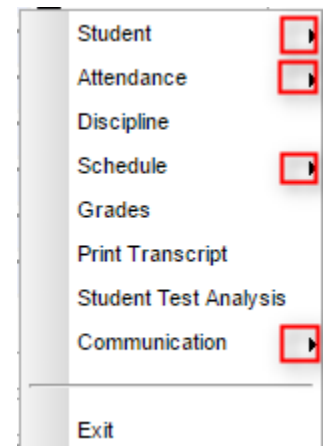 Student
Attendance
Discipline
Schedule
Grades
Print Transcript
Student Test Analysis
Communication
Exit